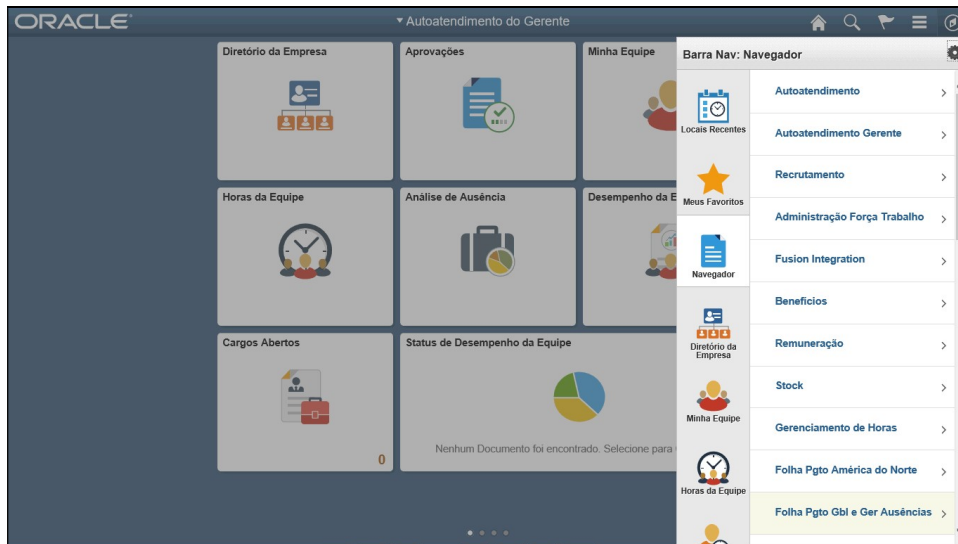 ORACLE
Autoatendimento do Gerente
Diretório da Empresa
Aprovações
Minha Equipe
Horas da Equipe
Análise de Ausência
Desempenho da E
Cargos Abertos
0
Status de Desempenho da Equipe
Nenhum Documento foi encontrado. Selecione para
Barra Nav: Navegador
Locais Recentes
Meus Favoritos
Navegador
Diretório da
Empresa
Minha Equipe
Horas da Equipe
Autoatendimento
Autoatendimento Gerente
Recrutamento
Administração Força Trabalho
Fusion Integration
Benefícios
Remuneração
Stock
Gerenciamento de Horas
Folha Pgto América do Norte
Folha Pgto Gbl e Ger Ausências